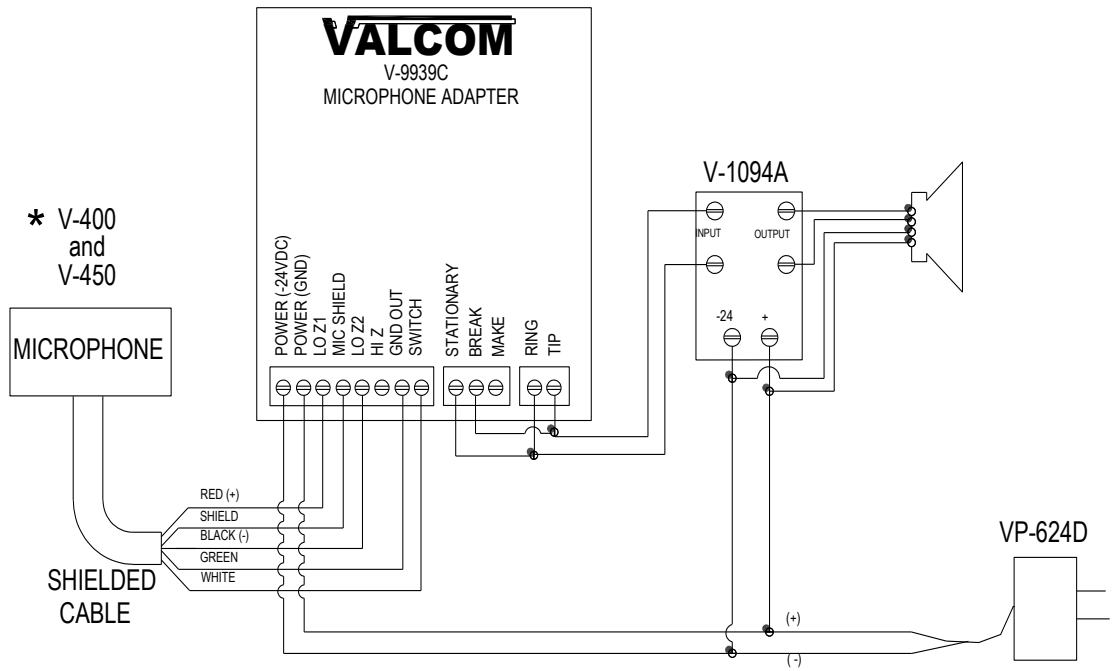 VALCOM
V-9939C
MICROPHONE ADAPTER
V-1094A
* V-400
and
V-450
INPUT
OUTPUT
-24
+
MICROPHONE
POWER (-24VDC)
POWER (GND)
LO Z1
MIC SHIELD
LO Z2
HI Z
GND OUT
SWITCH
STATIONARY
BREAK
MAKE
RING
TIP
RED (+)
SHIELD
BLACK (-)
GREEN
WHITE
SHIELDED
CABLE
VP-624D
(+)
(-)